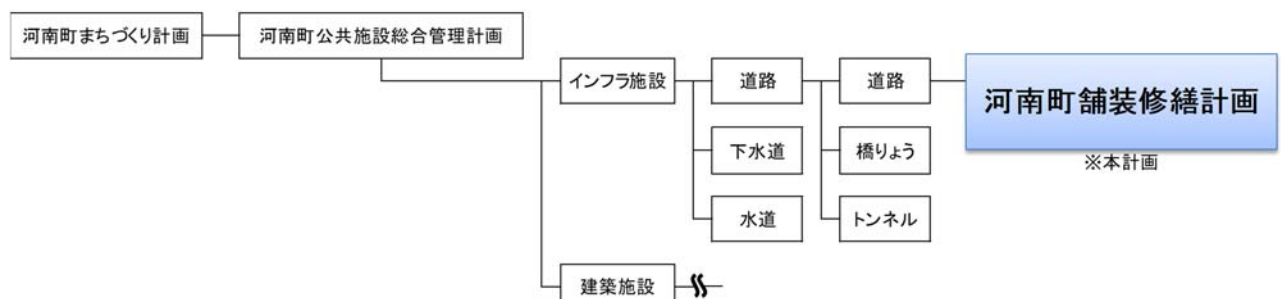 河南町まちづくり計画
河南町公共施設総合管理計画
インフラ施設
道路
道路
河南町舗装修繕計画
※本計画
下水道
橋りょう
水道
トンネル
建築施設